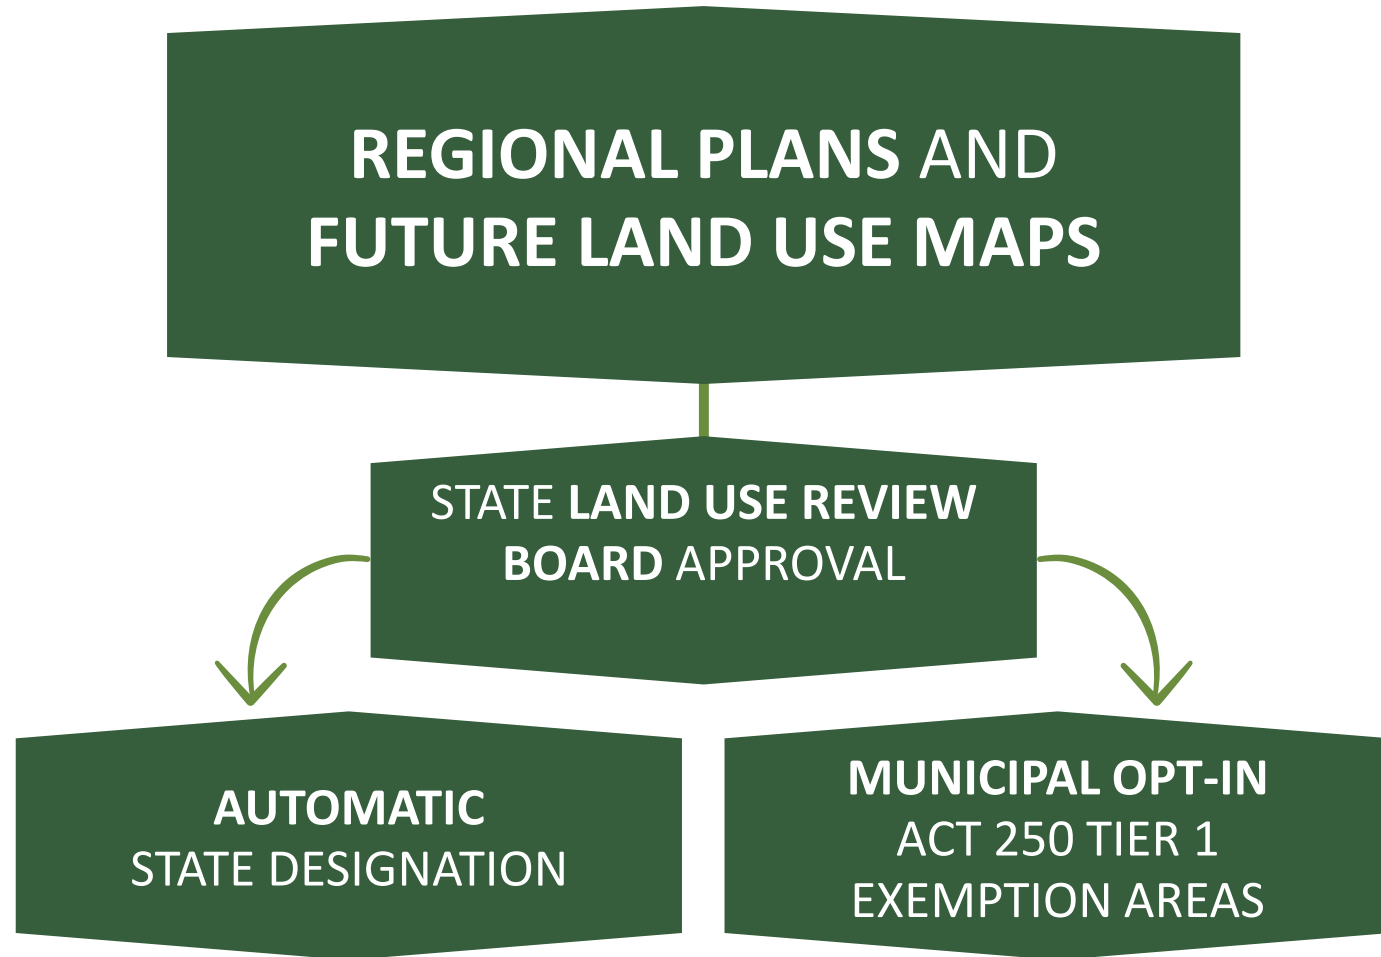 REGIONAL PLANS AND
FUTURE LAND USE MAPS
STATE LAND USE REVIEW
BOARD APPROVAL
AUTOMATIC
STATE DESIGNATION
MUNICIPAL OPT-IN
ACT 250 TIER 1
EXEMPTION AREAS